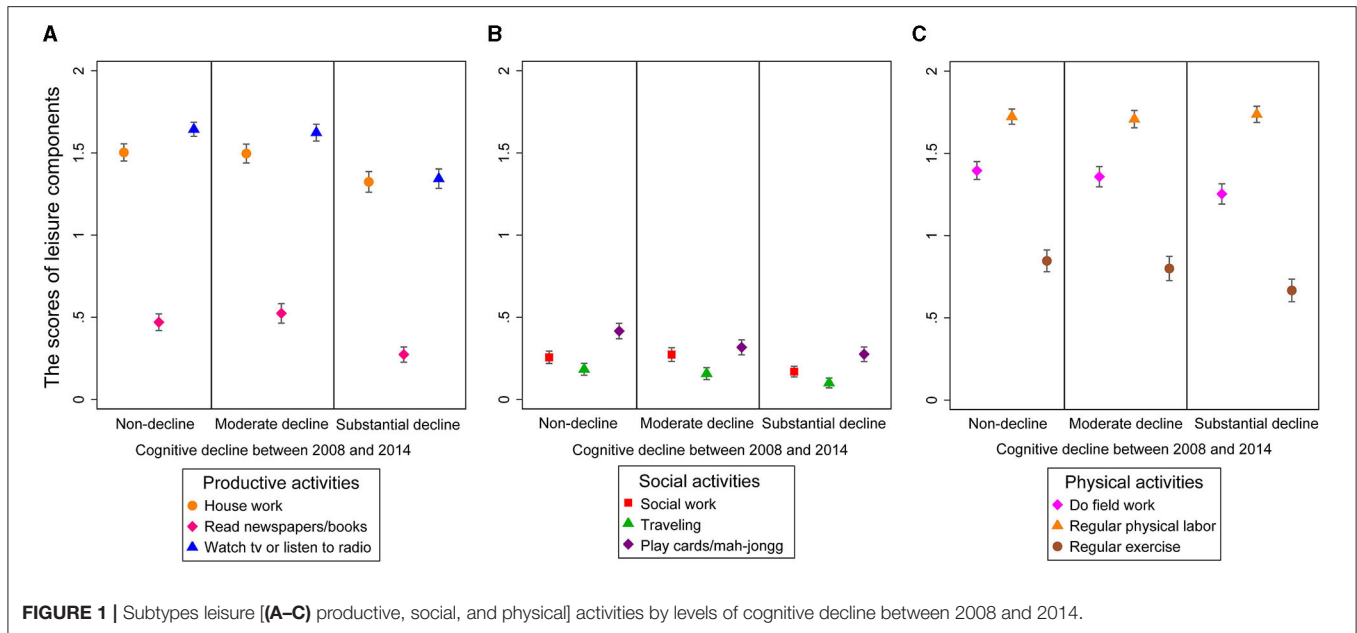 A
B
C
The scores of leisure components
2
1.5
1
.5
0
Non-decline
Moderate decline
Substantial decline
Cognitive decline between 2008 and 2014
Productive activities
House work
Read newspapers/books
Watch tv or listen to radio
2
1.5
1
.5
0
Non-decline
Moderate decline
Substantial decline
Cognitive decline between 2008 and 2014
Social activities
Social work
Traveling
Play cards/mah-jongg
2
1.5
1
.5
0
Non-decline
Moderate decline
Substantial decline
Cognitive decline between 2008 and 2014
Physical activities
Do field work
Regular physical labor
Regular exercise
FIGURE 1 | Subtypes leisure [(A–C) productive, social, and physical] activities by levels of cognitive decline between 2008 and 2014.